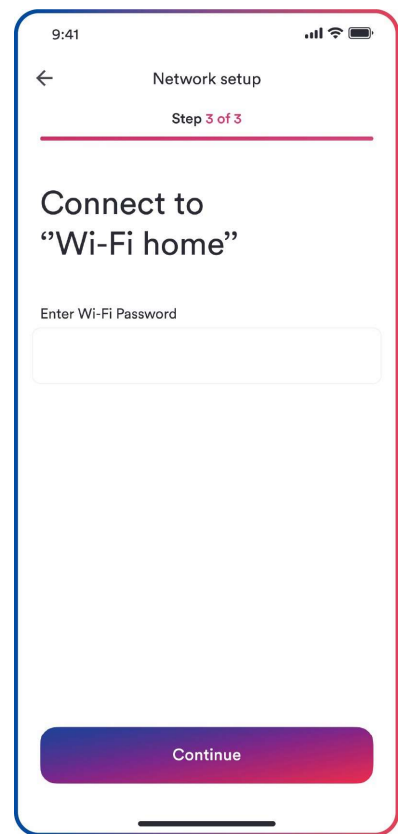 9:41
Network setup
Step 3 of 3
Connect to
‘’Wi-Fi home”
Enter Wi-Fi Password
Continue